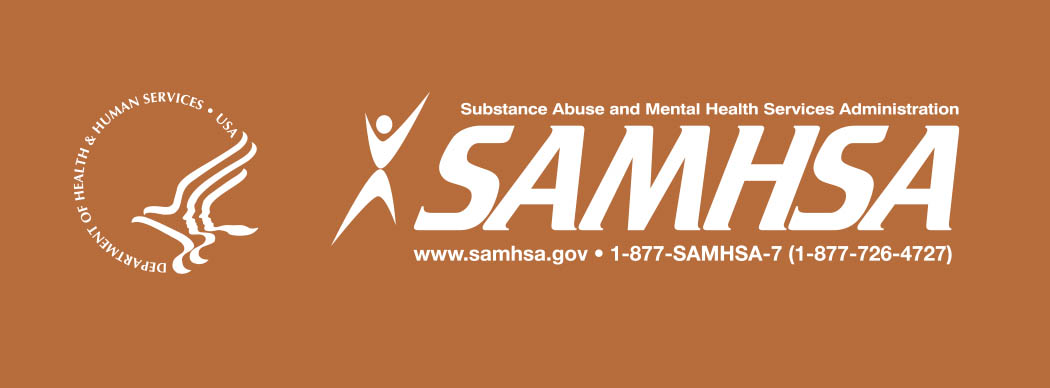 DEPARTMENT OF HEALTH & HUMAN SERVICES • USA
Substance Abuse and Mental Health Services Administration
SAMHSA
www.samhsa.gov • 1-877-SAMHSA-7 (1-877-726-4727)